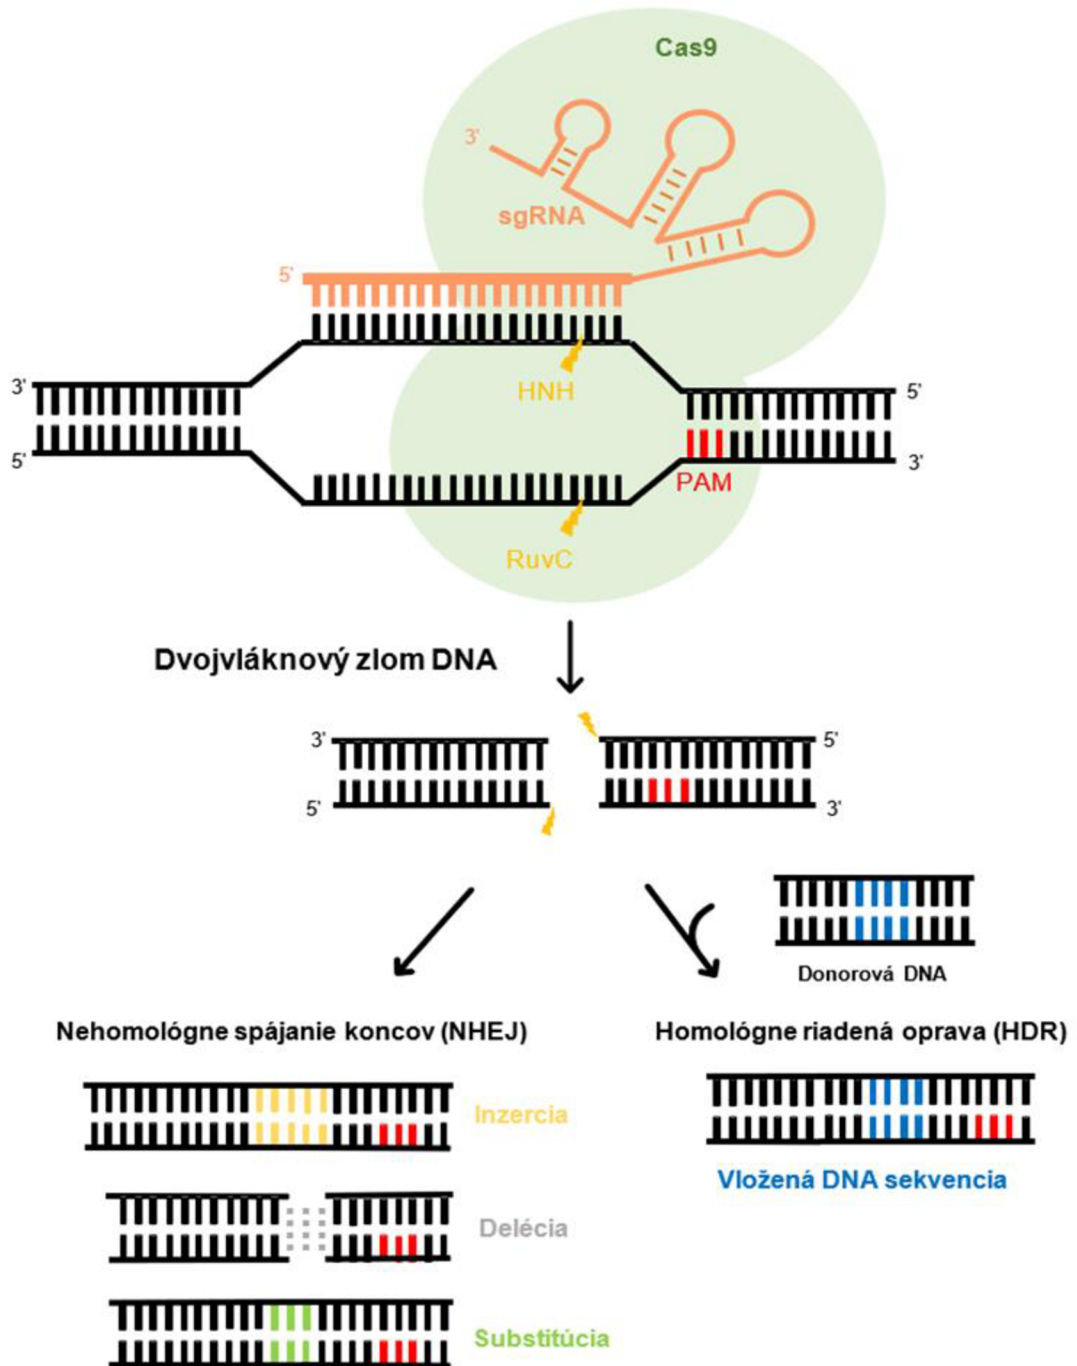 Cas9
3'
sgRNA
5'
HNH
3'
5'
5'
3'
PAM
RuvC
Dvojvláknový zlom DNA
3'
5'
5'
3'
Donorová DNA
Nehomológne spájanie koncov (NHEJ)
Homológne riadená oprava (HDR)
Inzercia
Vložená DNA sekvencia
Delécia
Substitúcia